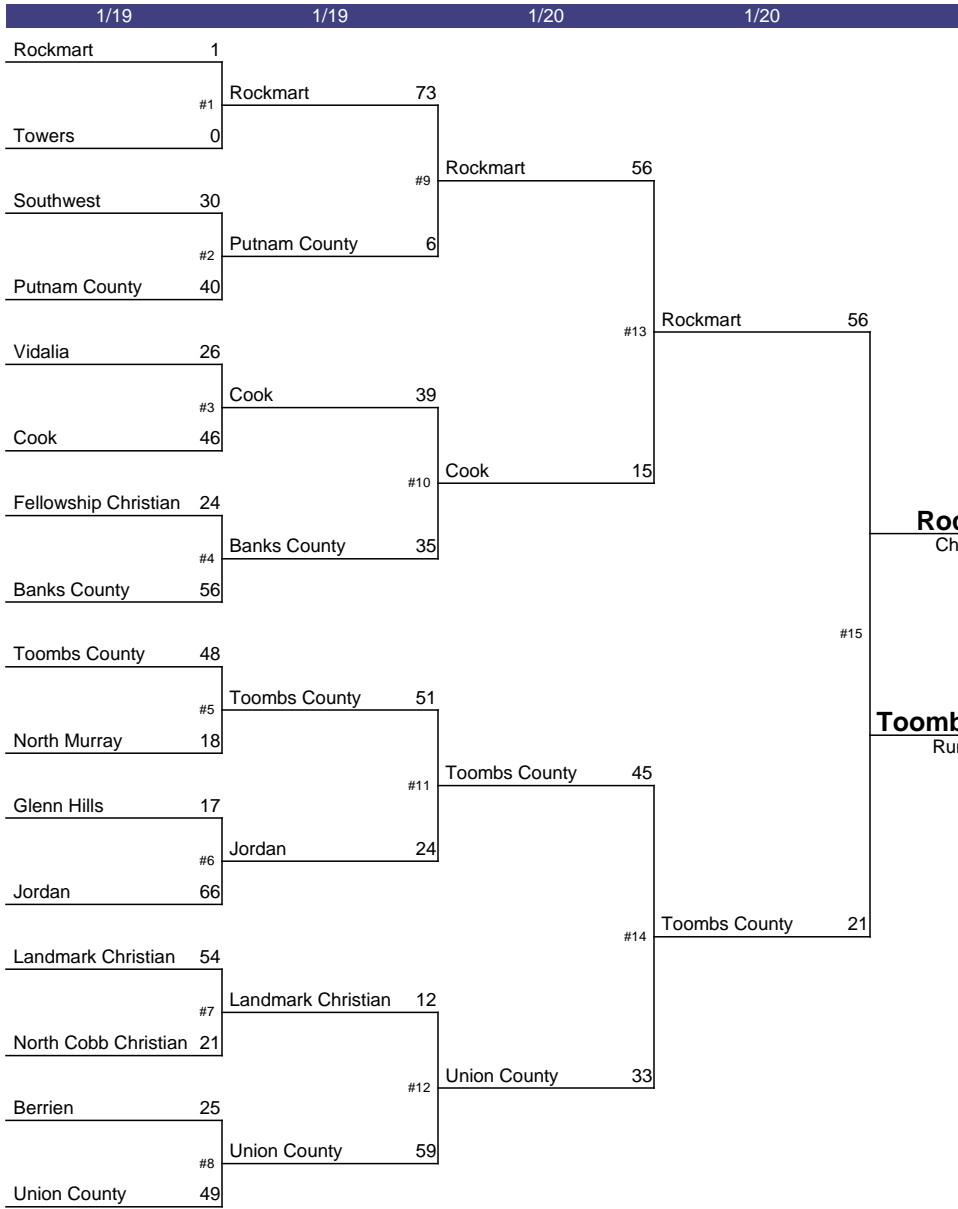 1/19 1/19 1/20 1/20
Rockmart 1
#1
Towers 0
Southwest 30
#2
Putnam County 40
Vidalia 26
#3
Cook 46
Fellowship Christian 24
#4
Banks County 56
Toombs County 48
#5
North Murray 18
Glenn Hills 17
#6
Jordan 66
Landmark Christian 54
#7
North Cobb Christian 21
Berrien 25
#8
Union County 49
Rockmart 73
#9
Putnam County 6
Cook 39
#10
Banks County 35
Toombs County 51
#11
Jordan 24
Landmark Christian 12
#12
Union County 59
Rockmart 56
#13
Cook 15
Toombs County 45
#14
Union County 33
Rockmart 56
#15
Toombs County 21
Roc
Ch
Toomb
Ru